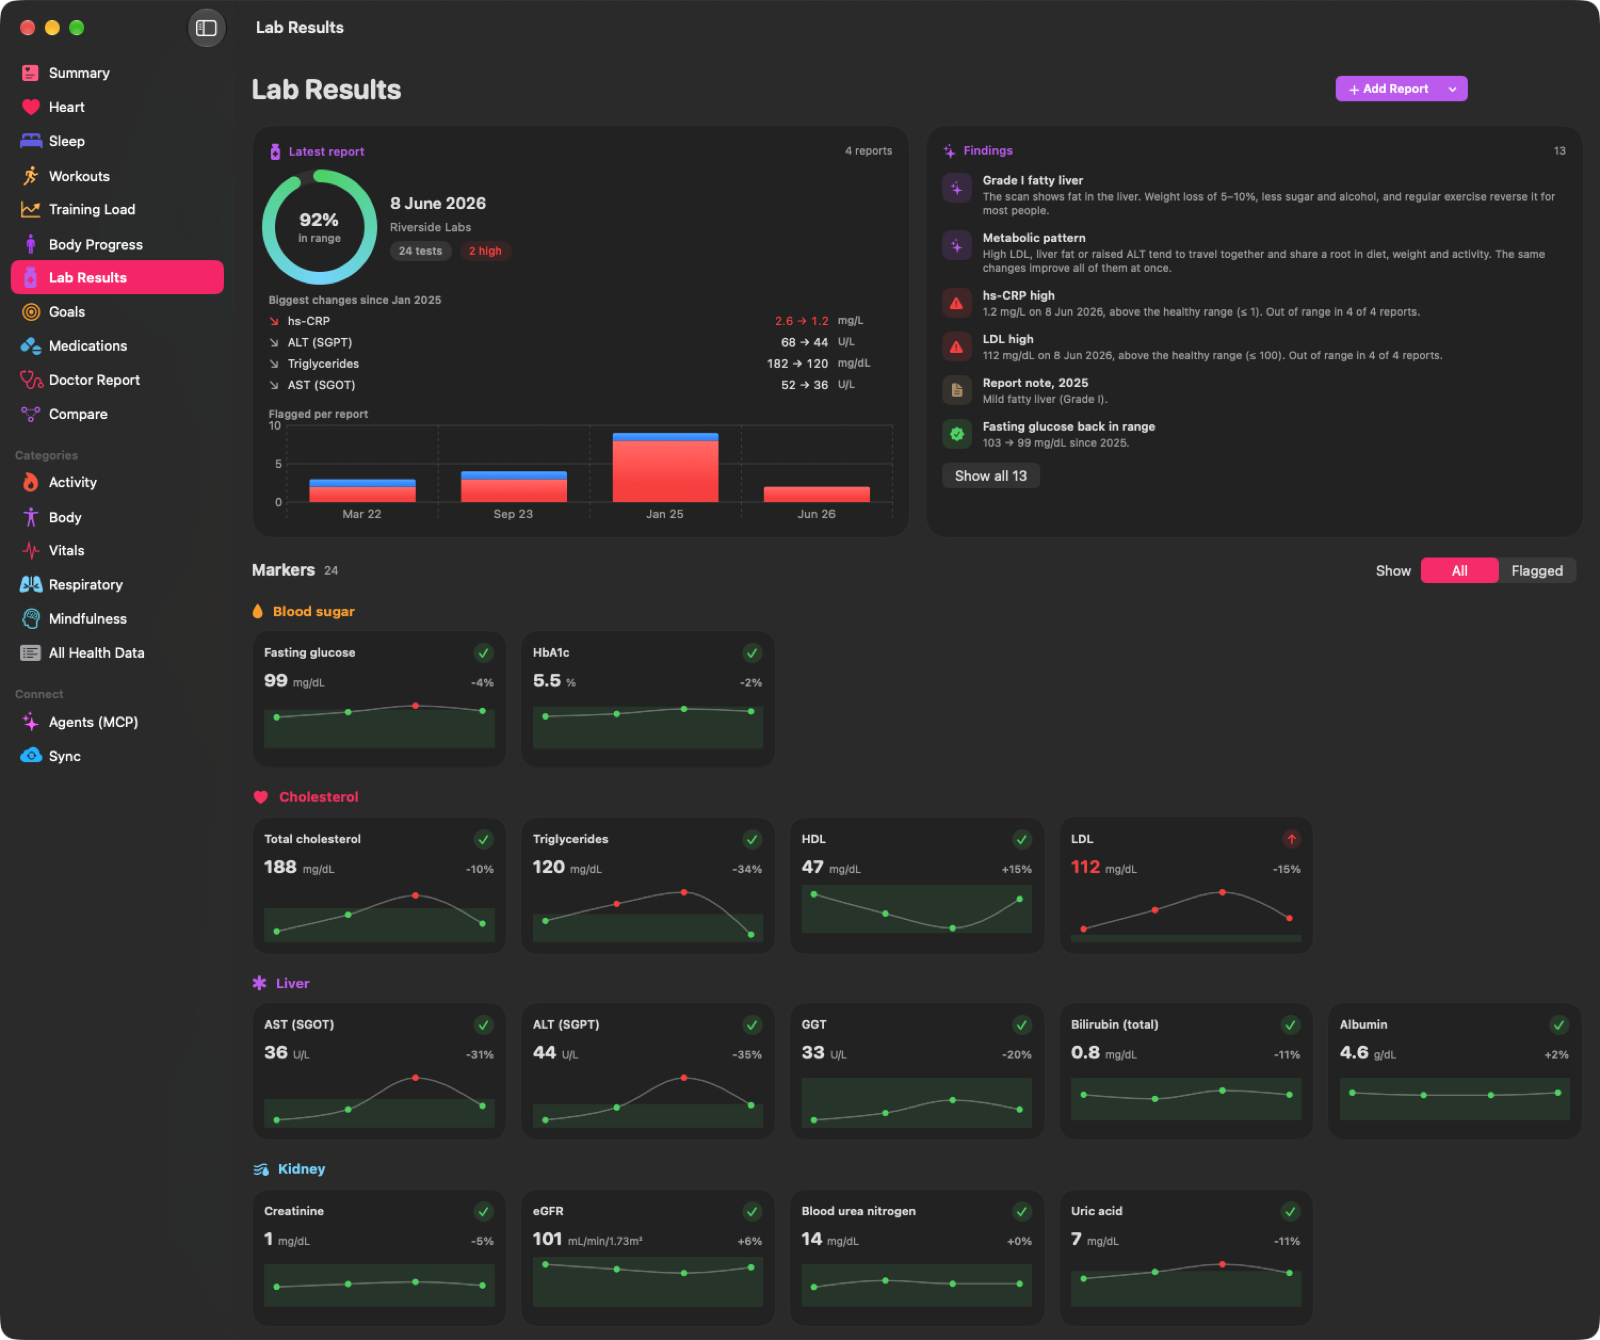 Lab Results
Summary
Heart
Sleep
Workouts
Training Load
Body Progress
Lab Results
Goals
Medications
Doctor Report
Compare
Categories
Activity
Body
Vitals
Respiratory
Mindfulness
All Health Data
Connect
Agents (MCP)
Sync
Lab Results
+ Add Report
Latest report
4 reports
92%
in range
8 June 2026
Riverside Labs
24 tests
2 high
Biggest changes since Jan 2025
hs-CRP 2.6 → 1.2 mg/L
ALT (SGPT) 68 → 44 U/L
Triglycerides 182 → 120 mg/dL
AST (SGOT) 52 → 36 U/L
Flagged per report
10
5
0
Mar 22 Sep 23 Jan 25 Jun 26
Findings
13
Grade I fatty liver
The scan shows fat in the liver. Weight loss of 5–10%, less sugar and alcohol, and regular exercise reverse it for
most people.
Metabolic pattern
High LDL, liver fat or raised ALT tend to travel together and share a root in diet, weight and activity. The same
changes improve all of them at once.
hs-CRP high
1.2 mg/L on 8 Jun 2026, above the healthy range (≤ 1). Out of range in 4 of 4 reports.
LDL high
112 mg/dL on 8 Jun 2026, above the healthy range (≤ 100). Out of range in 4 of 4 reports.
Report note, 2025
Mild fatty liver (Grade I).
Fasting glucose back in range
103 → 99 mg/dL since 2025.
Show all 13
Markers 24
Show All Flagged
Blood sugar
Fasting glucose
99 mg/dL -4%
HbA1c
5.5 % -2%
Cholesterol
Total cholesterol
188 mg/dL -10%
Triglycerides
120 mg/dL -34%
HDL
47 mg/dL +15%
LDL
112 mg/dL -15%
Liver
AST (SGOT)
36 U/L -31%
ALT (SGPT)
44 U/L -35%
GGT
33 U/L -20%
Bilirubin (total)
0.8 mg/dL -11%
Albumin
4.6 g/dL +2%
Kidney
Creatinine
1 mg/dL -5%
eGFR
101 mL/min/1.73m² +6%
Blood urea nitrogen
14 mg/dL +0%
Uric acid
7 mg/dL -11%